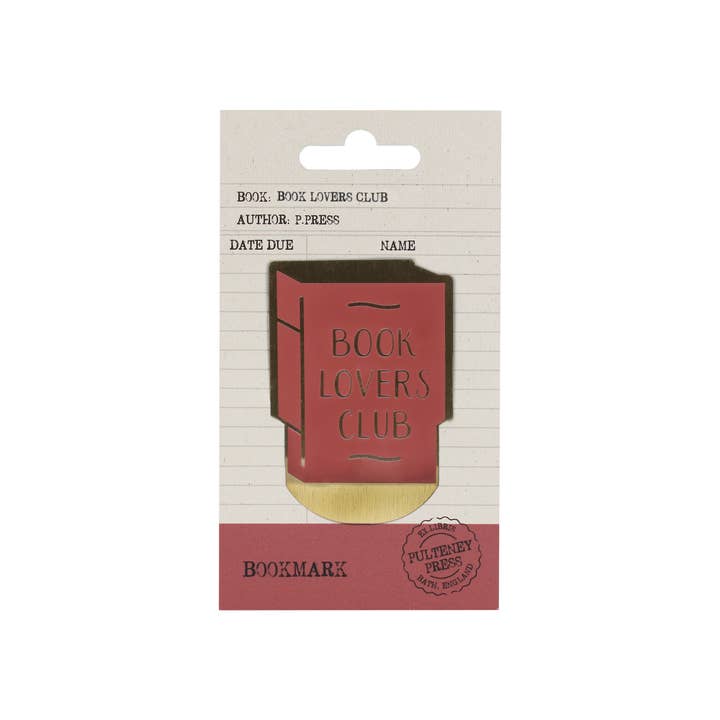 BOOK: BOOK LOVERS CLUB
AUTHOR: P.PRESS
DATE DUE NAME
BOOK
LOVERS
CLUB
BOOKMARK
EX LIBRIS
PULTENEY
PRESS
BATH, ENGLAND